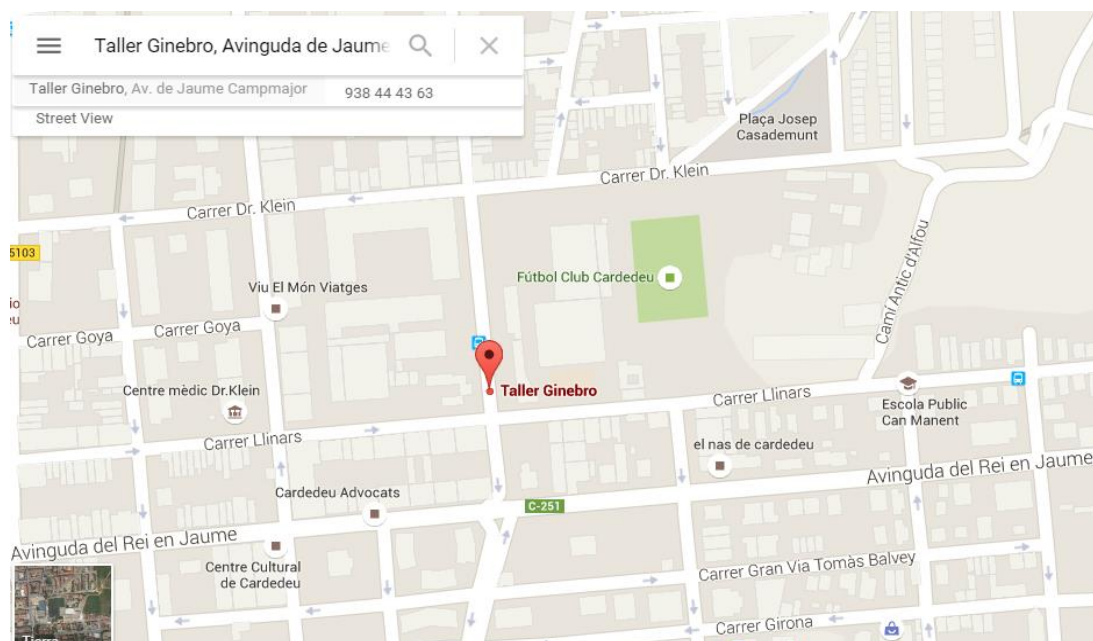 Taller Ginebro, Avinguda de Jaume
Taller Ginebro, Av. de Jaume Campmajor
938 44 43 63
Street View
Plaça Josep
Casademunt
Carrer Dr. Klein
Carrer Dr. Klein
5103
Camí Antic d'Alfou
Fútbol Club Cardedeu
Viu El Món Viatges
io
eu
Carrer Goya
Carrer Goya
Taller Ginebro
Centre mèdic Dr.Klein
Carrer Llinars
Escola Public
Can Manent
Carrer Llinars
el nas de cardedeu
Avinguda del Rei en Jaume
Cardedeu Advocats
C-251
Avinguda del Rei en Jaume
Centre Cultural
de Cardedeu
Carrer Gran Via Tomàs Balvey
Carrer Girona
Tierra